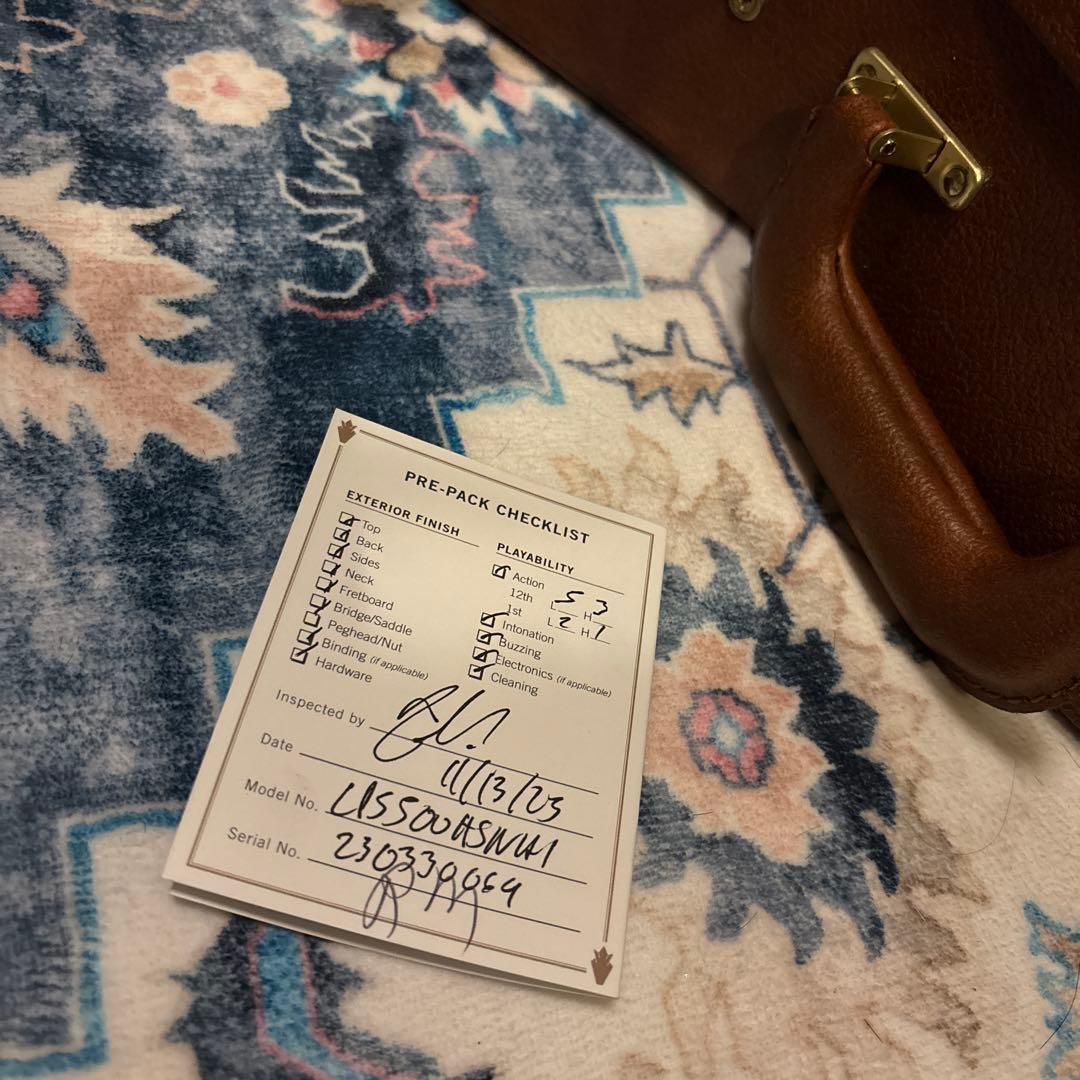 PRE-PACK CHECKLIST
EXTERIOR FINISH
Top
Back
Sides
Neck
Fretboard
Bridge/Saddle
Peghead/Nut
Binding (if applicable)
Hardware
PLAYABILITY
Action
12th L 5 H 3
1st L 2 H 1
Intonation
Buzzing
Electronics (if applicable)
Cleaning
Inspected by
Date 11/13/23
Model No.
Serial No.